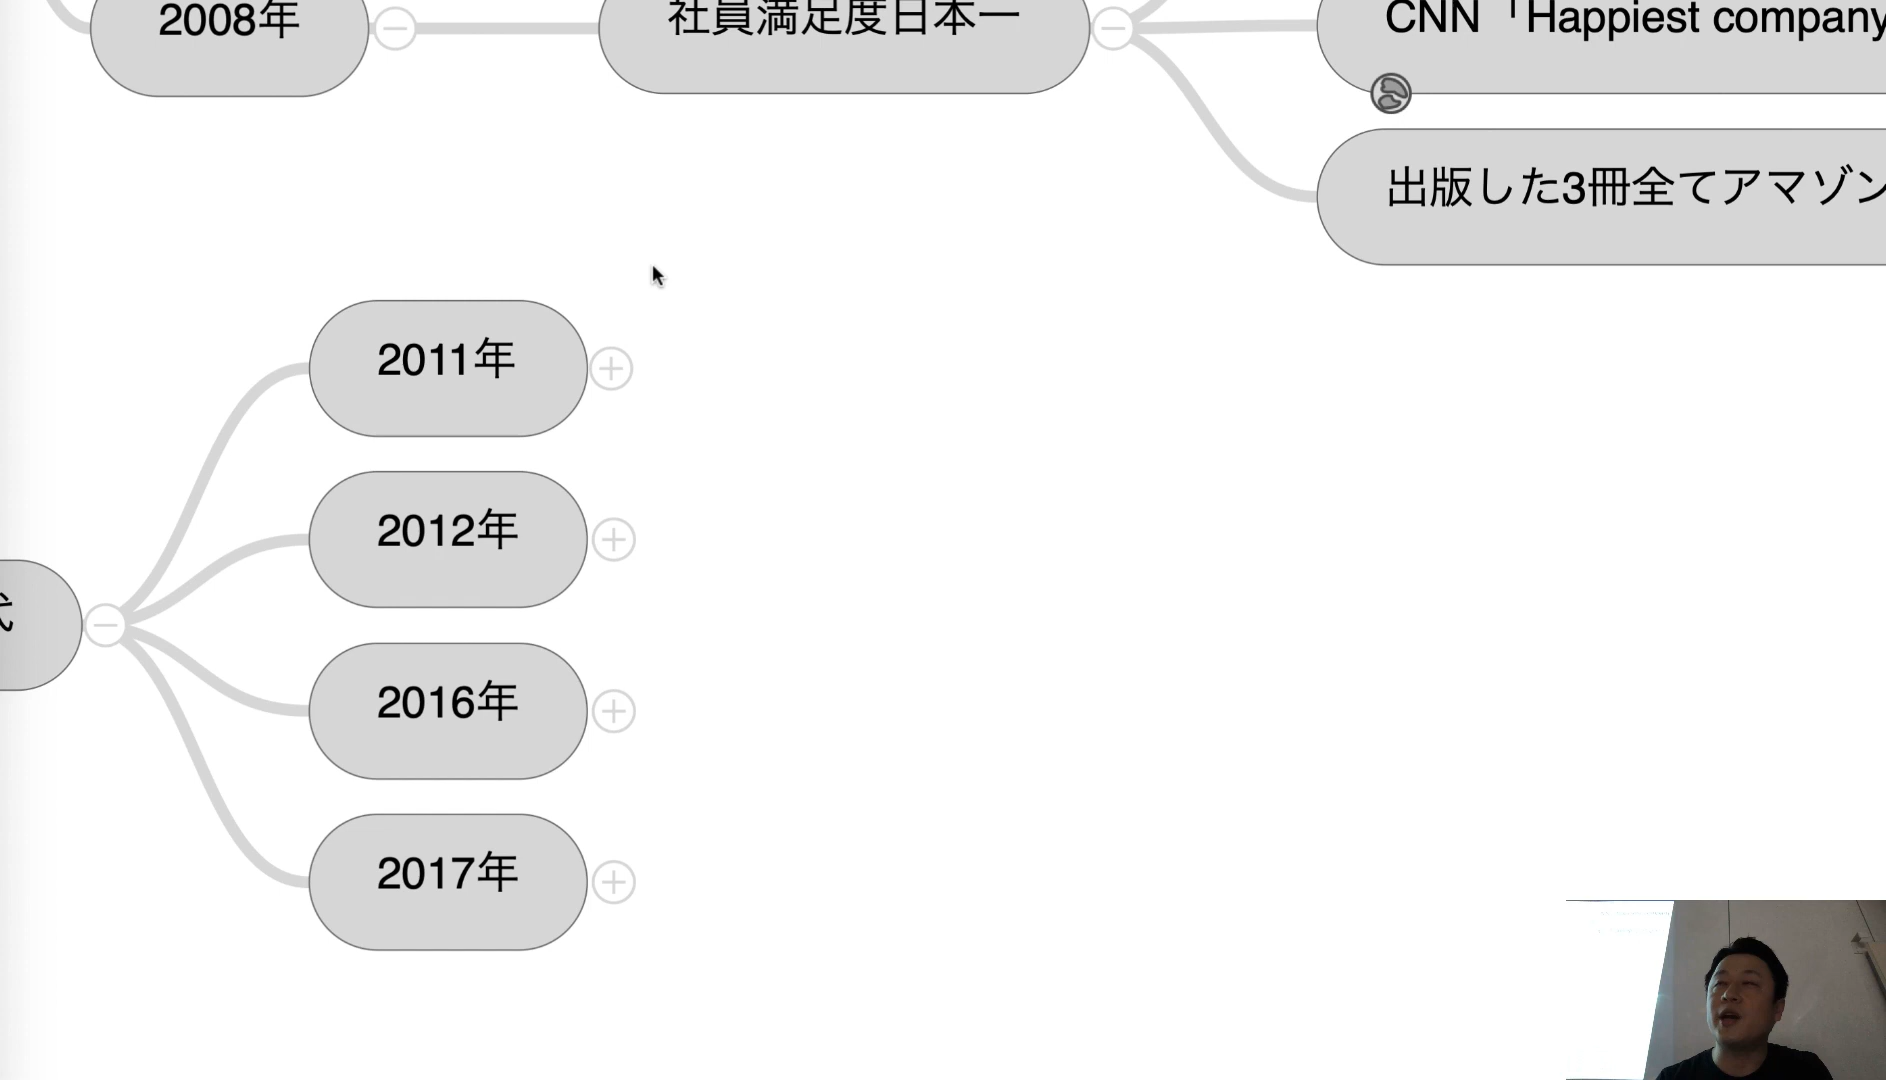 2008年
社員満足度日本一
CNN「Happiest company
出版した3冊全てアマゾン
2011年
2012年
2016年
2017年